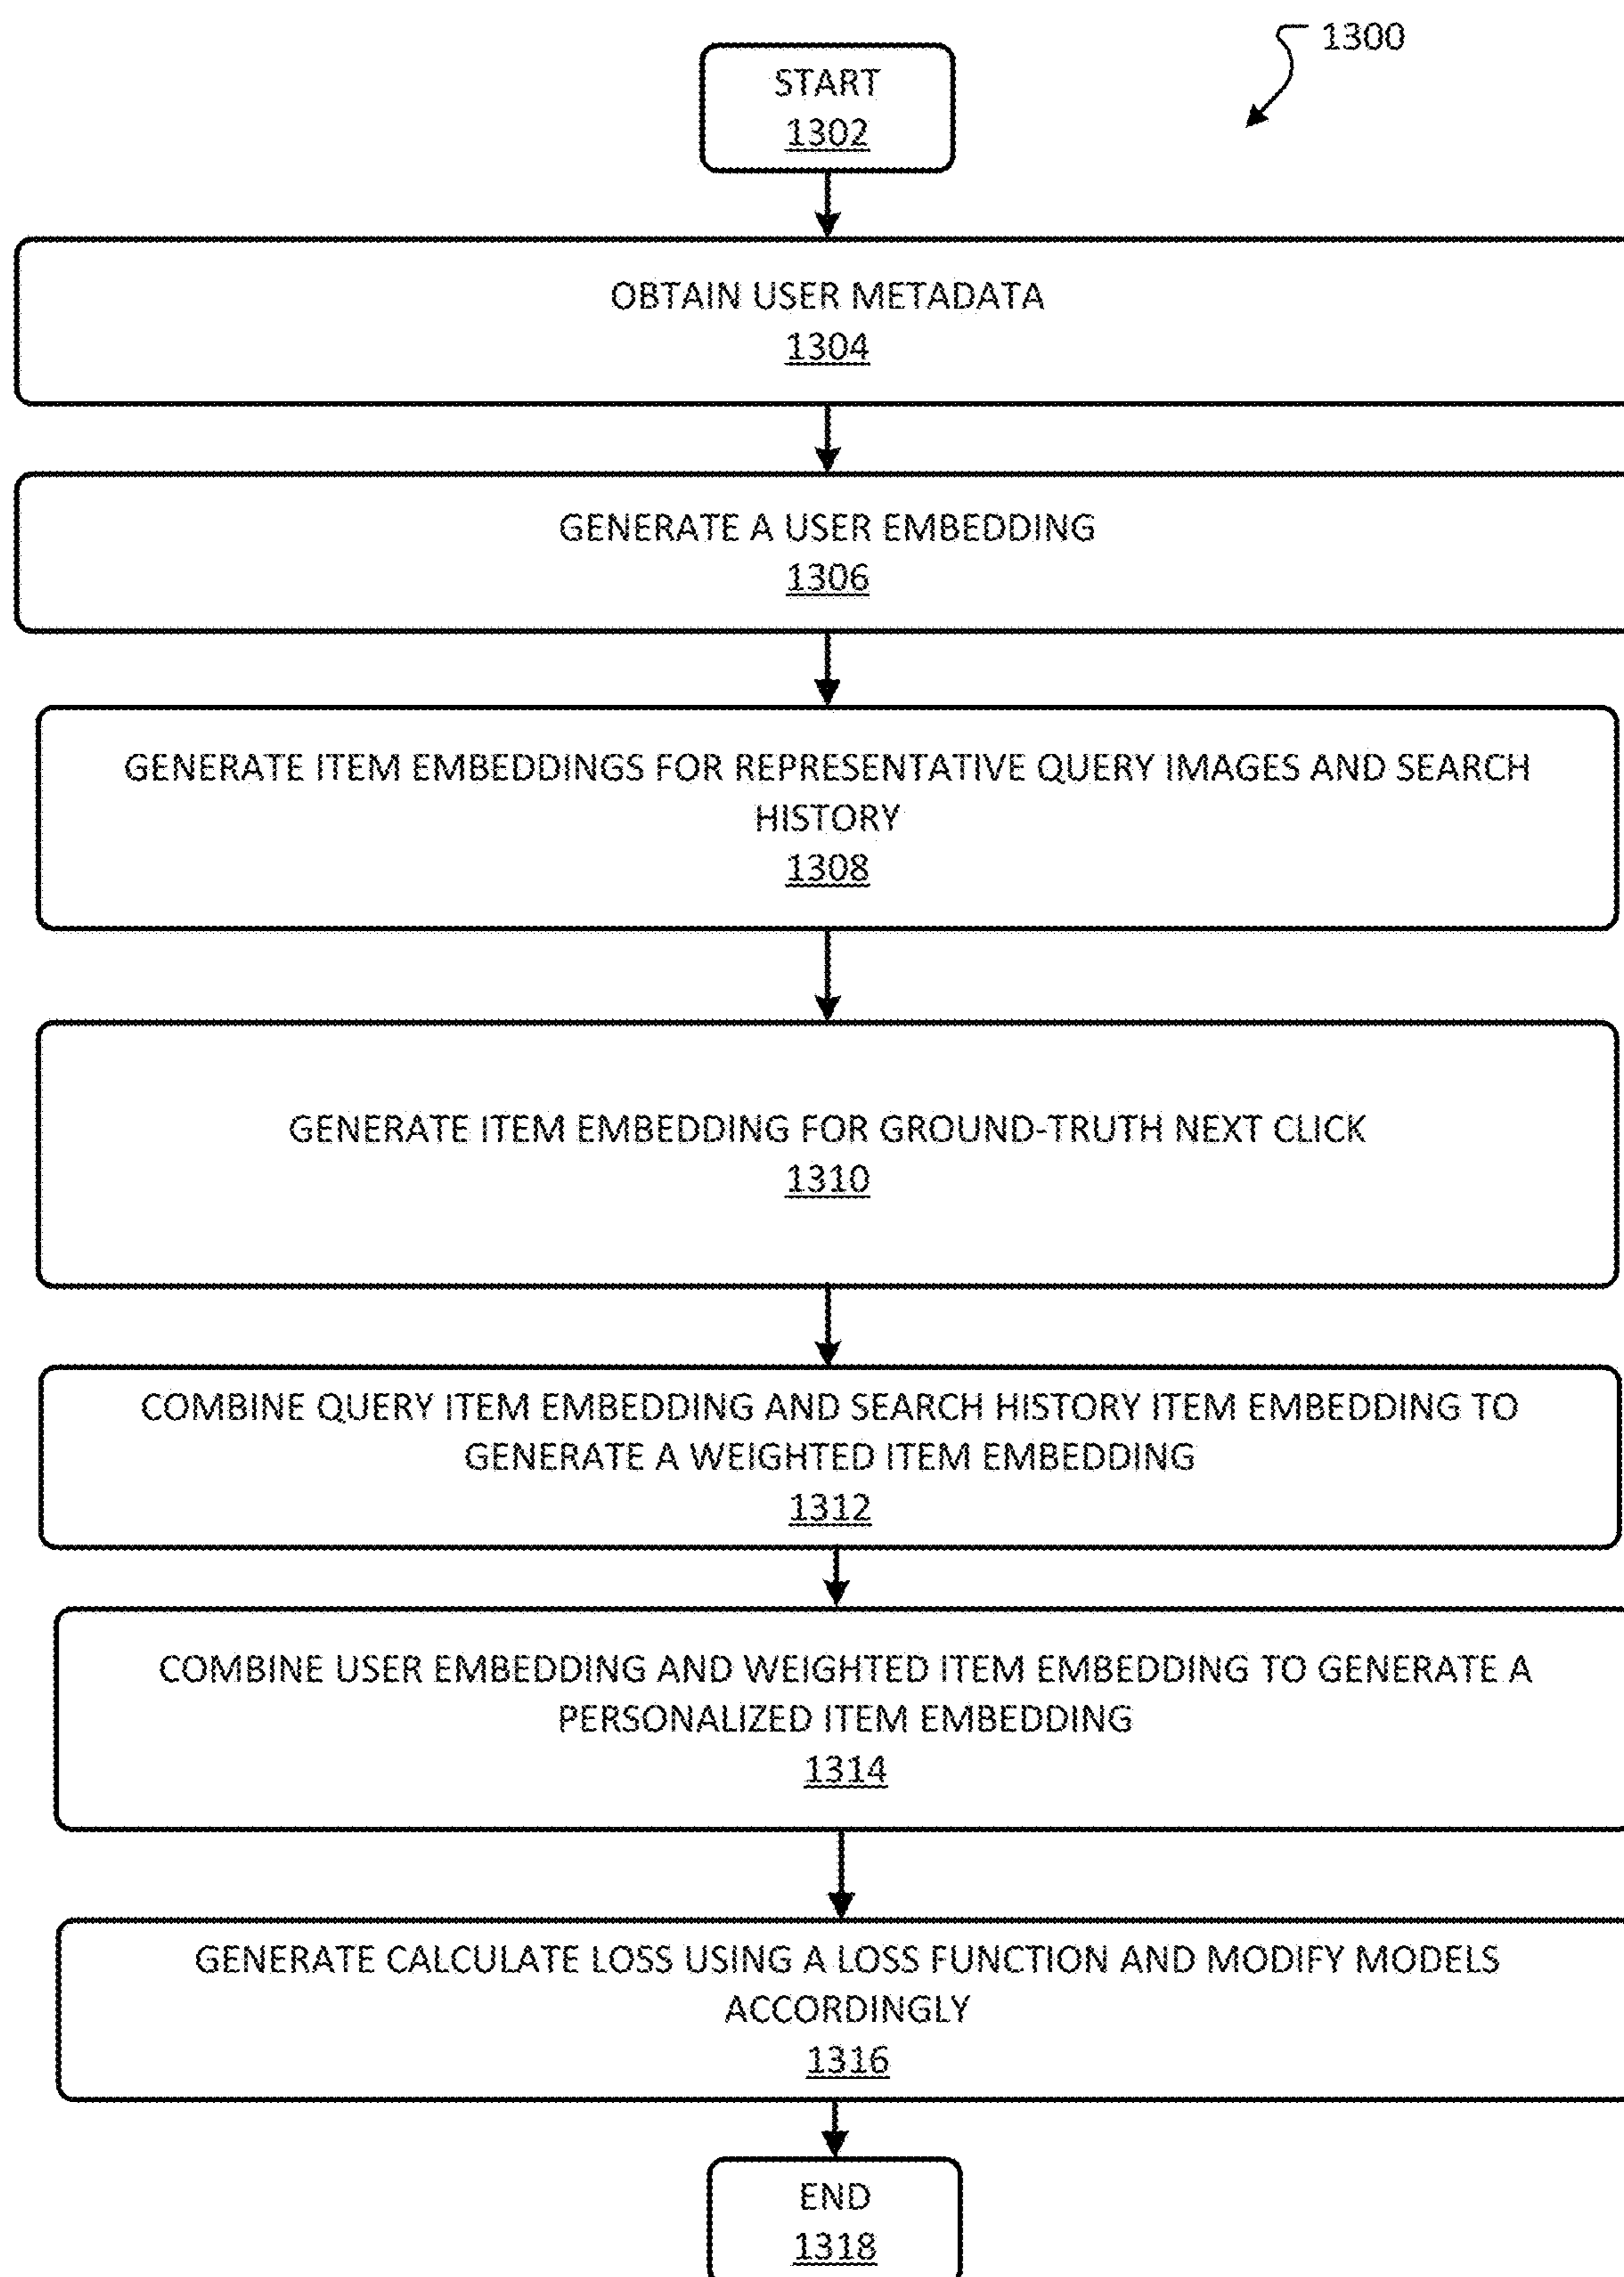 1300
START
1302
OBTAIN USER METADATA
1304
GENERATE A USER EMBEDDING
1306
GENERATE ITEM EMBEDDINGS FOR REPRESENTATIVE QUERY IMAGES AND SEARCH
HISTORY
1308
GENERATE ITEM EMBEDDING FOR GROUND-TRUTH NEXT CLICK
1310
COMBINE QUERY ITEM EMBEDDING AND SEARCH HISTORY ITEM EMBEDDING TO
GENERATE A WEIGHTED ITEM EMBEDDING
1312
COMBINE USER EMBEDDING AND WEIGHTED ITEM EMBEDDING TO GENERATE A
PERSONALIZED ITEM EMBEDDING
1314
GENERATE CALCULATE LOSS USING A LOSS FUNCTION AND MODIFY MODELS
ACCORDINGLY
1316
END
1318